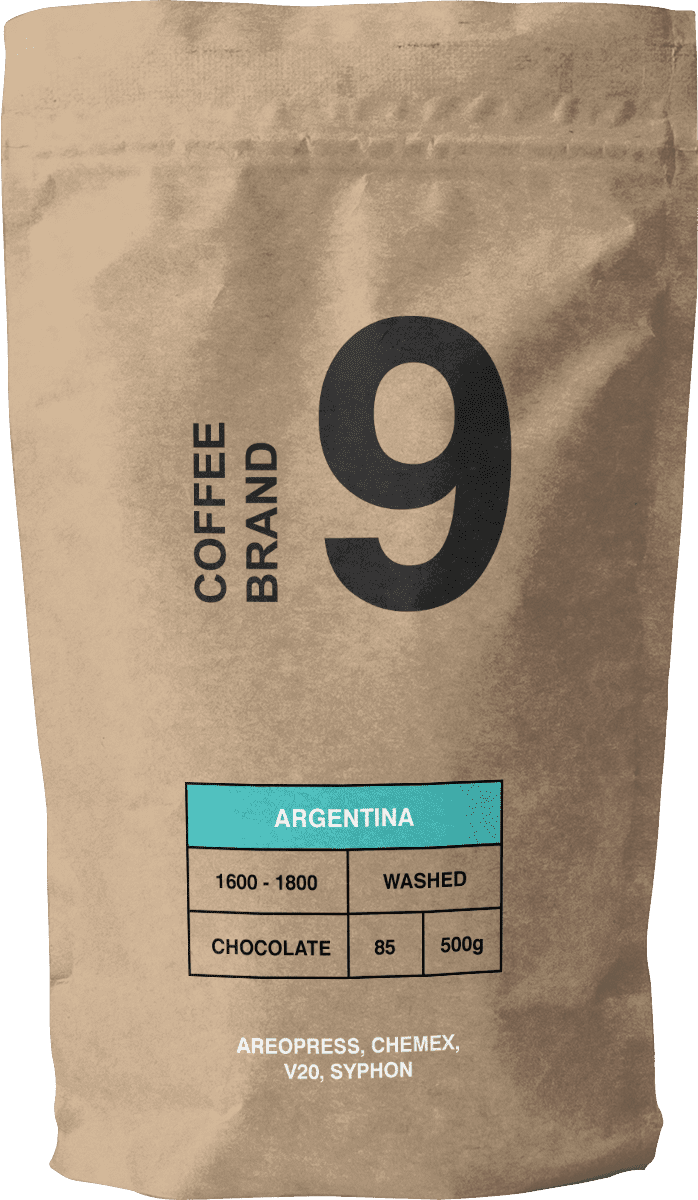 COFFEE
BRAND
9
ARGENTINA
1600 - 1800
WASHED
CHOCOLATE
85
500g
AREOPRESS, CHEMEX,
V20, SYPHON